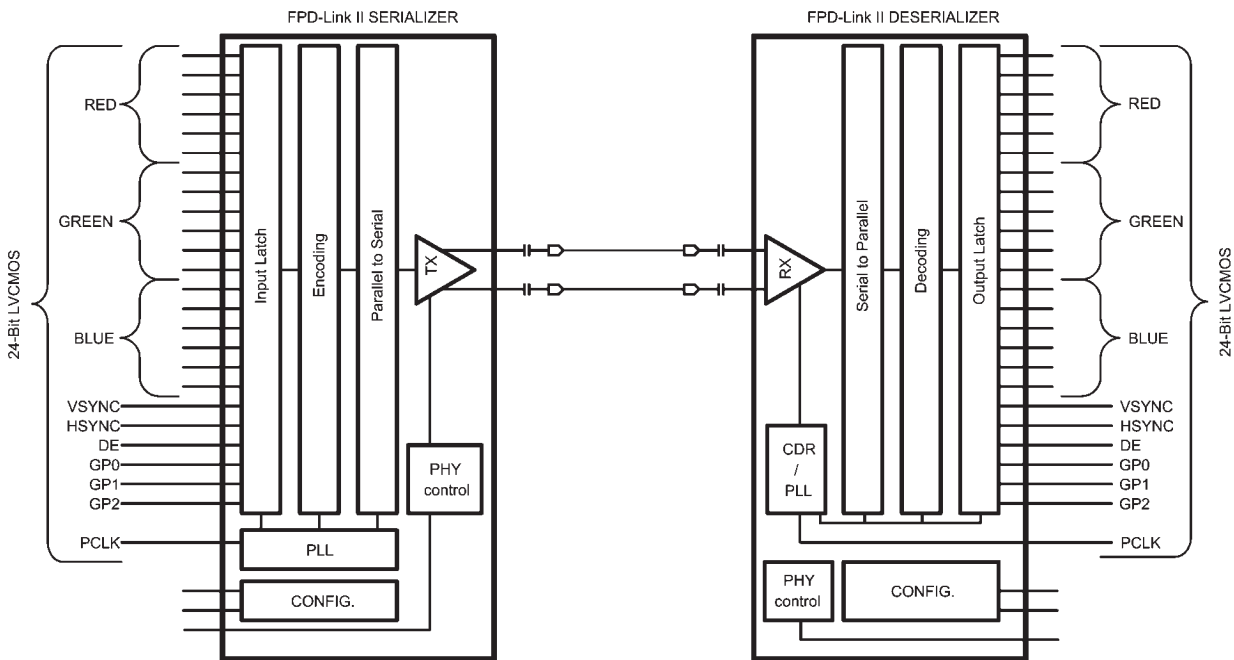 FPD-Link II SERIALIZER
FPD-Link II DESERIALIZER
24-Bit LVCMOS
RED
GREEN
BLUE
VSYNC
HSYNC
DE
GP0
GP1
GP2
PCLK
Input Latch
Encoding
Parallel to Serial
TX
PHY
control
PLL
CONFIG.
RX
CDR
/
PLL
Serial to Parallel
Decoding
Output Latch
PHY
control
CONFIG.
RED
GREEN
BLUE
VSYNC
HSYNC
DE
GP0
GP1
GP2
PCLK
24-Bit LVCMOS